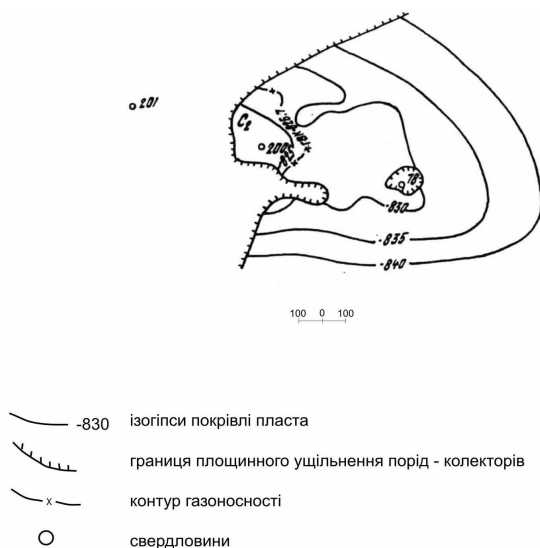 201
C₂
200
78
-830
-835
-840
100 0 100
-830 ізогіпси покрівлі пласта
границя площинного ущільнення порід - колекторів
x контур газоносності
свердловини